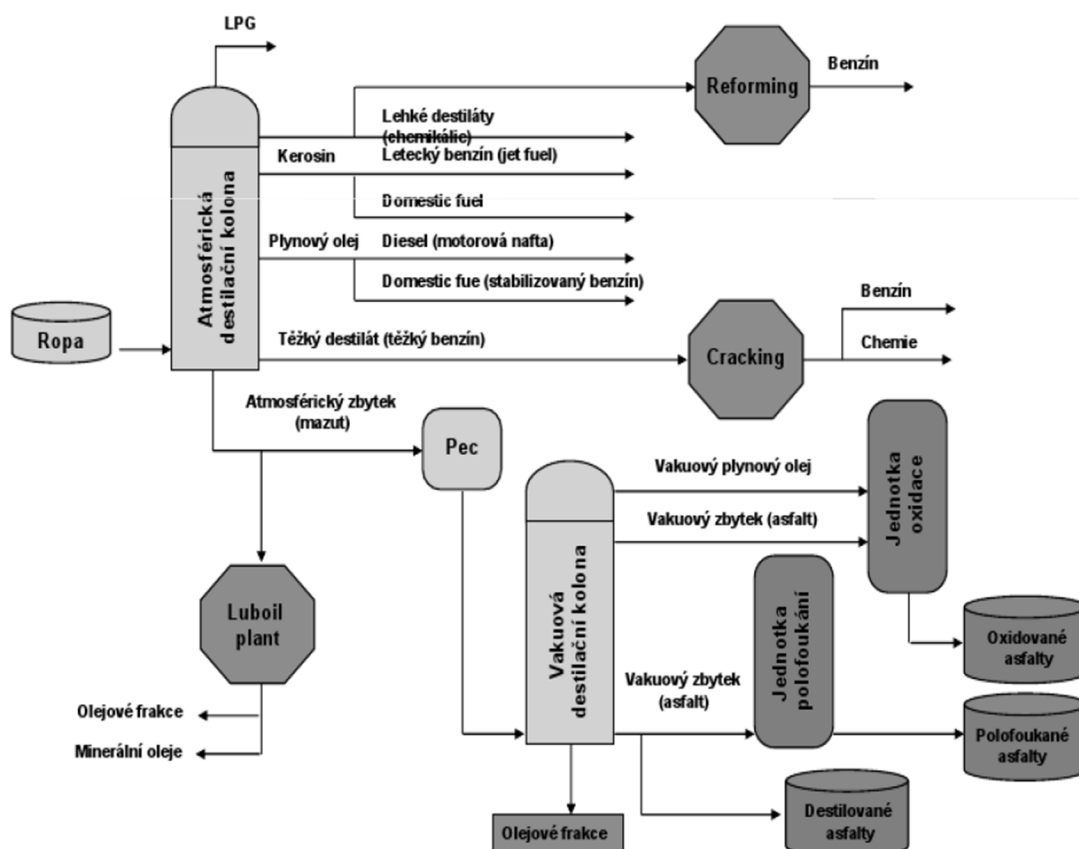 LPG
Reforming
Benzín
Lehké destiláty
(chemikálie)
Kerosin
Letecký benzín (jet fuel)
Domestic fuel
Plynový olej
Diesel (motorová nafta)
Domestic fue (stabilizovaný benzín)
Atmosférická
destilační kolona
Ropa
Těžký destilát (těžký benzín)
Cracking
Benzín
Chemie
Atmosférický zbytek
(mazut)
Pec
Vakuový plynový olej
Vakuový zbytek (asfalt)
Jednotka
oxidace
Luboil
plant
Vakuová
destilační kolona
Jednotka
polofoukání
Oxidované
asfalty
Vakuový zbytek
(asfalt)
Olejové frakce
Minerální oleje
Polofoukané
asfalty
Destilované
asfalty
Olejové frakce